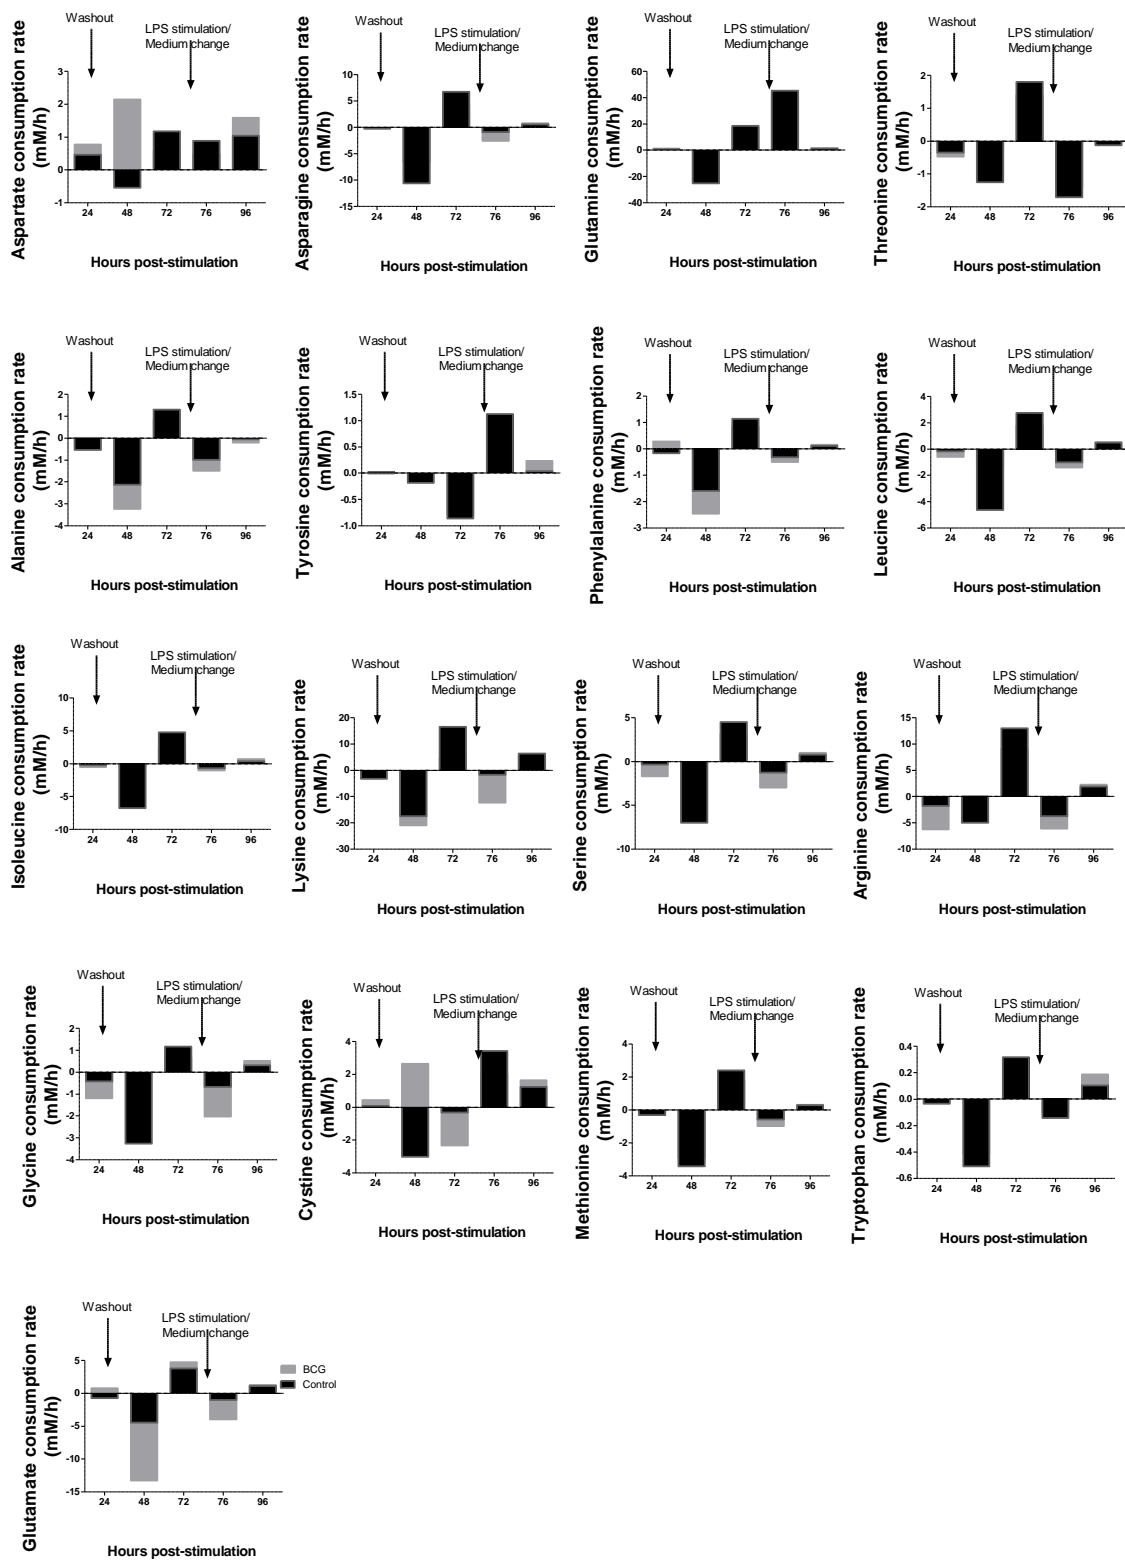 Washout
LPS stimulation/
Medium change
Aspartate consumption rate
(mM/h)
3
2
1
0
-1
24 48 72 76 96
Hours post-stimulation
Washout
LPS stimulation/
Medium change
Asparagine consumption rate
(mM/h)
10
5
0
-5
-10
-15
24 48 72 76 96
Hours post-stimulation
Washout
LPS stimulation/
Medium change
Glutamine consumption rate
(mM/h)
60
40
20
0
-20
-40
24 48 72 76 96
Hours post-stimulation
Washout
LPS stimulation/
Medium change
Threonine consumption rate
(mM/h)
2
1
0
-1
-2
24 48 72 76 96
Hours post-stimulation
Washout
LPS stimulation/
Medium change
Alanine consumption rate
(mM/h)
2
1
0
-1
-2
-3
-4
24 48 72 76 96
Hours post-stimulation
Washout
LPS stimulation/
Medium change
Tyrosine consumption rate
(mM/h)
1.5
1.0
0.5
0.0
-0.5
-1.0
24 48 72 76 96
Hours post-stimulation
Washout
LPS stimulation/
Medium change
Phenylalanine consumption rate
(mM/h)
2
1
0
-1
-2
-3
24 48 72 76 96
Hours post-stimulation
Washout
LPS stimulation/
Medium change
Leucine consumption rate
(mM/h)
4
2
0
-2
-4
-6
24 48 72 76 96
Hours post-stimulation
Washout
LPS stimulation/
Medium change
Isoleucine consumption rate
(mM/h)
10
5
0
-5
-10
24 48 72 76 96
Hours post-stimulation
Washout
LPS stimulation/
Medium change
Lysine consumption rate
(mM/h)
20
10
0
-10
-20
-30
24 48 72 76 96
Hours post-stimulation
Washout
LPS stimulation/
Medium change
Serine consumption rate
(mM/h)
5
0
-5
-10
24 48 72 76 96
Hours post-stimulation
Washout
LPS stimulation/
Medium change
Arginine consumption rate
(mM/h)
15
10
5
0
-5
-10
24 48 72 76 96
Hours post-stimulation
Washout
LPS stimulation/
Medium change
Glycine consumption rate
(mM/h)
2
1
0
-1
-2
-3
-4
24 48 72 76 96
Hours post-stimulation
Washout
LPS stimulation/
Medium change
Cystine consumption rate
(mM/h)
4
2
0
-2
-4
24 48 72 76 96
Hours post-stimulation
Washout
LPS stimulation/
Medium change
Methionine consumption rate
(mM/h)
4
2
0
-2
-4
24 48 72 76 96
Hours post-stimulation
Washout
LPS stimulation/
Medium change
Tryptophan consumption rate
(mM/h)
0.4
0.2
0.0
-0.2
-0.4
-0.6
24 48 72 76 96
Hours post-stimulation
Washout
LPS stimulation/
Medium change
Glutamate consumption rate
(mM/h)
5
0
-5
-10
-15
24 48 72 76 96
Hours post-stimulation
BCG
Control